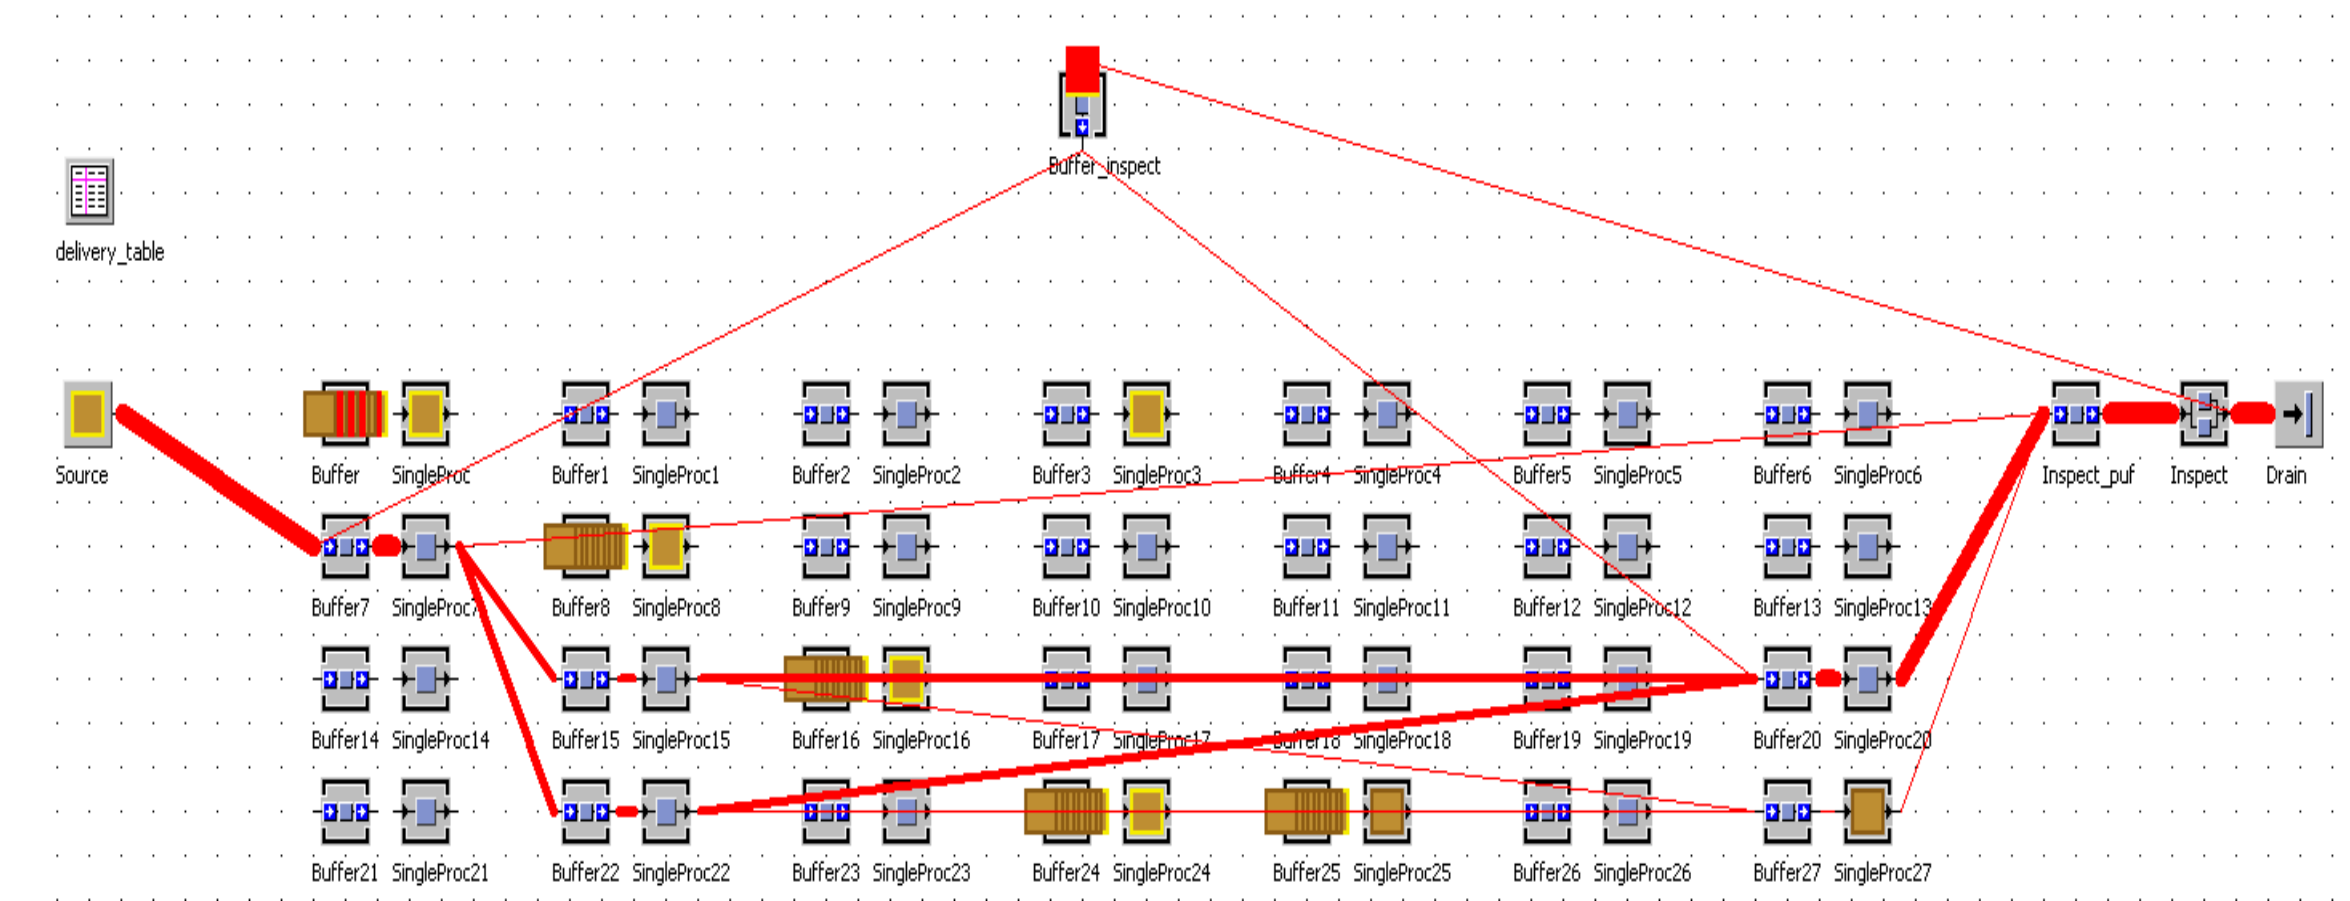 Buffer_inspect
delivery_table
Source Buffer SingleProc Buffer1 SingleProc1 Buffer2 SingleProc2 Buffer3 SingleProc3 Buffer4 SingleProc4 Buffer5 SingleProc5 Buffer6 SingleProc6 Inspect_puf Inspect Drain
Buffer7 SingleProc7 Buffer8 SingleProc8 Buffer9 SingleProc9 Buffer10 SingleProc10 Buffer11 SingleProc11 Buffer12 SingleProc12 Buffer13 SingleProc13
Buffer14 SingleProc14 Buffer15 SingleProc15 Buffer16 SingleProc16 Buffer17 SingleProc17 Buffer18 SingleProc18 Buffer19 SingleProc19 Buffer20 SingleProc20
Buffer21 SingleProc21 Buffer22 SingleProc22 Buffer23 SingleProc23 Buffer24 SingleProc24 Buffer25 SingleProc25 Buffer26 SingleProc26 Buffer27 SingleProc27